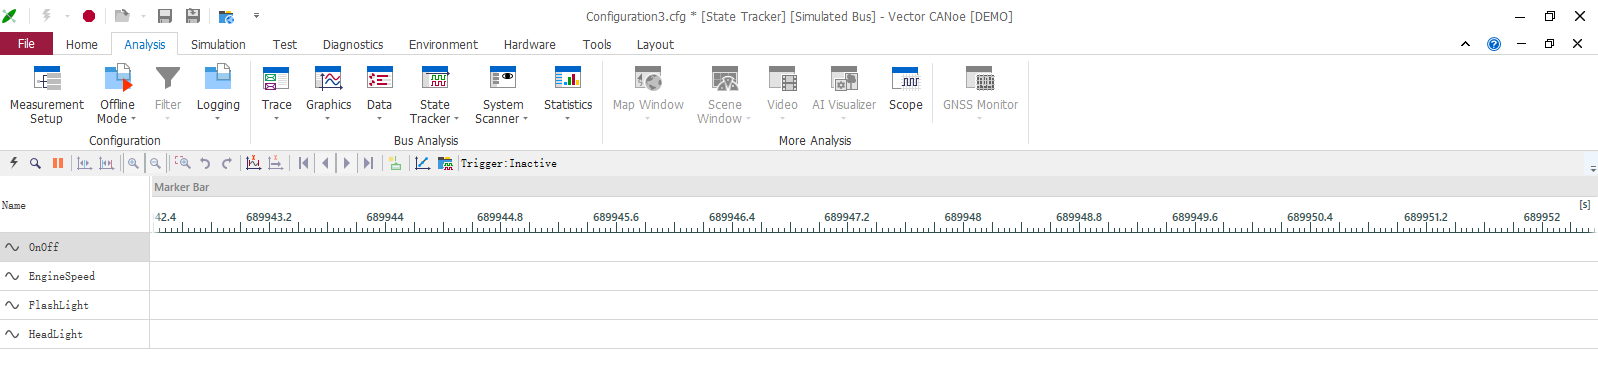 Configuration3.cfg * [State Tracker] [Simulated Bus] - Vector CANoe [DEMO]
File Home Analysis Simulation Test Diagnostics Environment Hardware Tools Layout
Measurement Setup Offline Mode Filter Logging Trace Graphics Data State Tracker System Scanner Statistics Map Window Scene Window Video AI Visualizer Scope GNSS Monitor
Configuration Bus Analysis More Analysis
Trigger:Inactive
Marker Bar
Name
[s]
42.4 689943.2 689944 689944.8 689945.6 689946.4 689947.2 689948 689948.8 689949.6 689950.4 689951.2 689952
OnOff
EngineSpeed
FlashLight
HeadLight